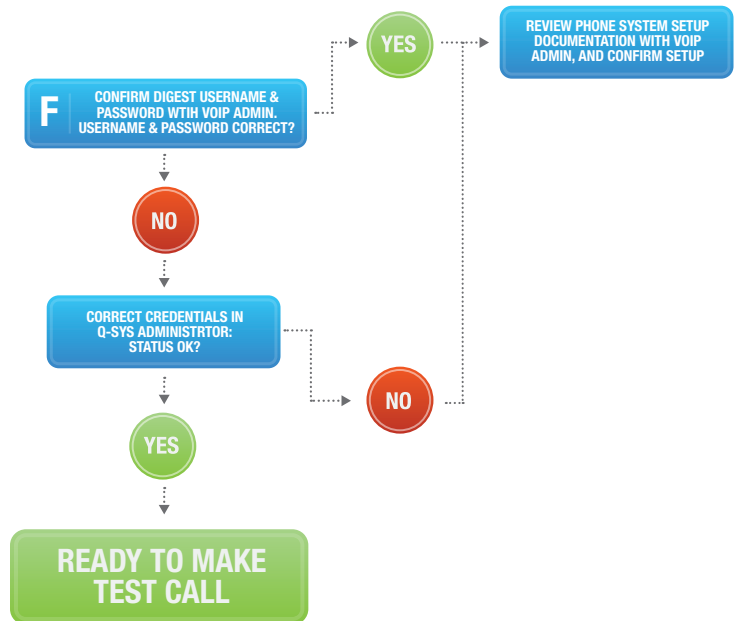 YES
REVIEW PHONE SYSTEM SETUP
DOCUMENTATION WITH VOIP
ADMIN, AND CONFIRM SETUP
F
CONFIRM DIGEST USERNAME &
PASSWORD WTIH VOIP ADMIN.
USERNAME & PASSWORD CORRECT?
NO
CORRECT CREDENTIALS IN
Q-SYS ADMINISTRTOR:
STATUS OK?
NO
YES
READY TO MAKE
TEST CALL